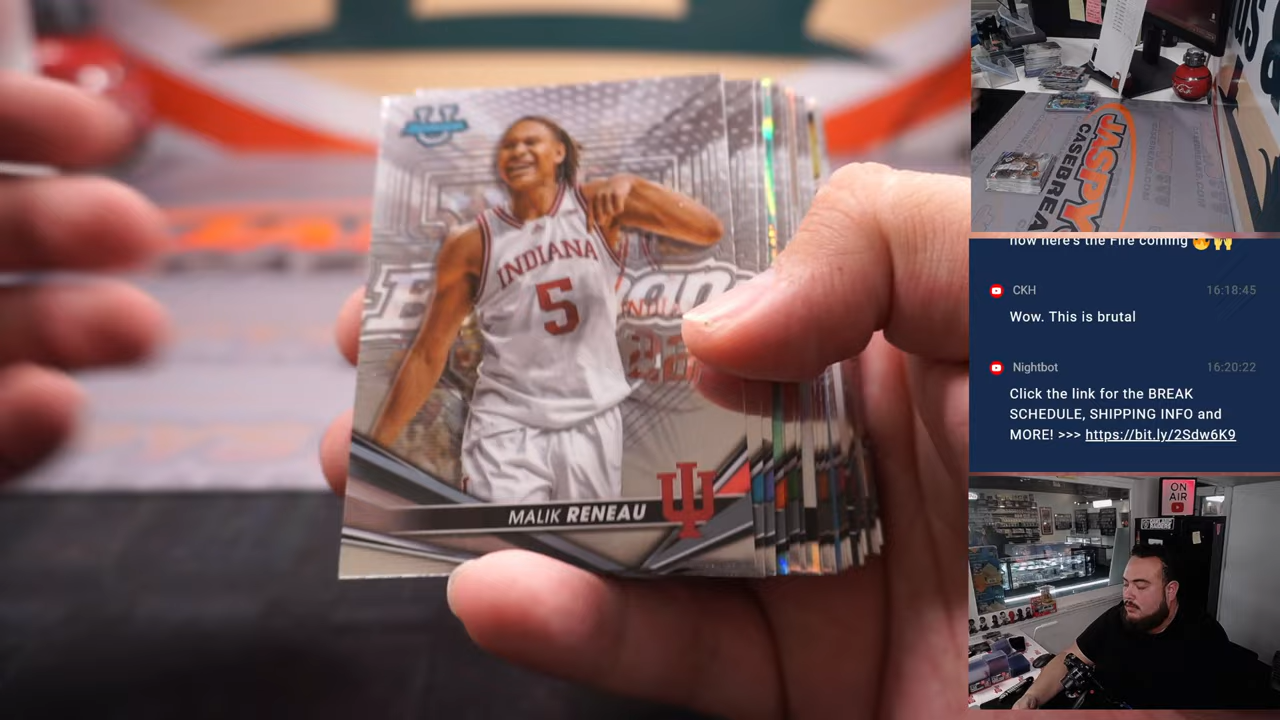 INDIANA
5
MALIK RENEAU
JASPY
CASEBREA
now here's the Fire coming 🔥🙌
CKH 16:18:45
Wow. This is brutal
Nightbot 16:20:22
Click the link for the BREAK
SCHEDULE, SHIPPING INFO and
MORE! >>> https://bit.ly/2Sdw6K9
ON
AIR